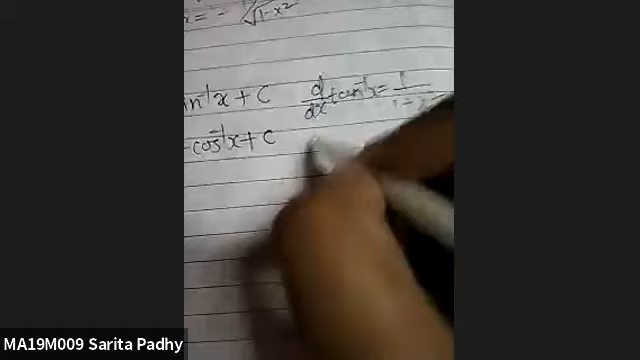 x = - √1-x²
in⁻¹x + C
d/dx tan⁻¹x = 1/1+x²
-cos⁻¹x + C
MA19M009 Sarita Padhy